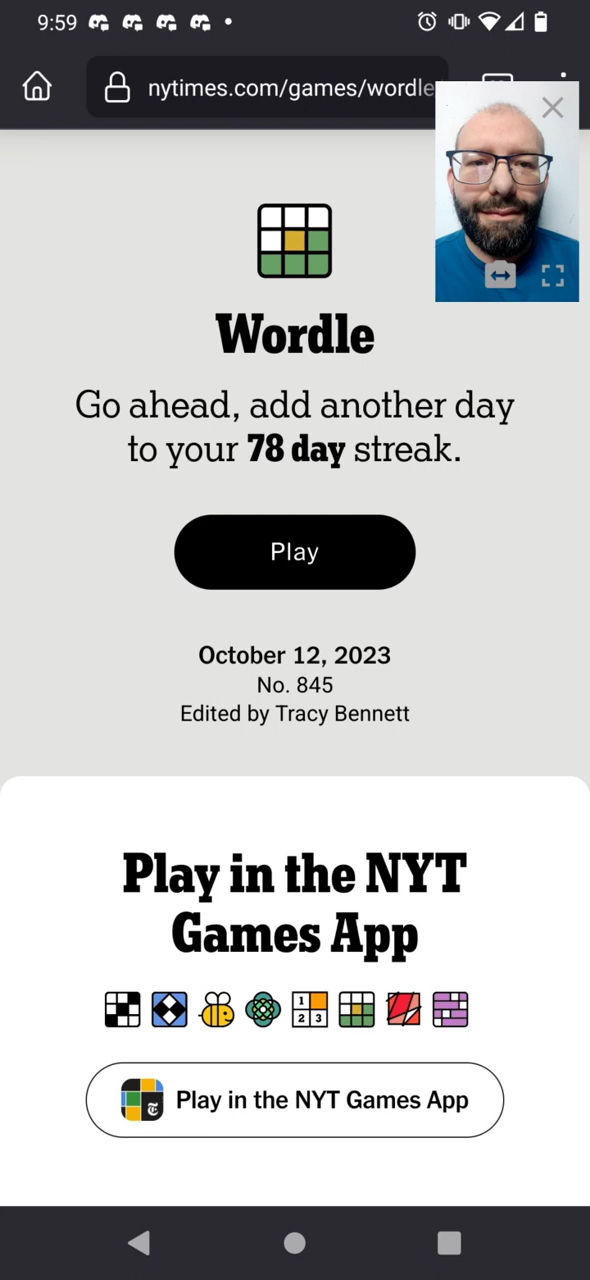 9:59
nytimes.com/games/wordle
Wordle
Go ahead, add another day
to your 78 day streak.
Play
October 12, 2023
No. 845
Edited by Tracy Bennett
Play in the NYT
Games App
1
2 3
Play in the NYT Games App